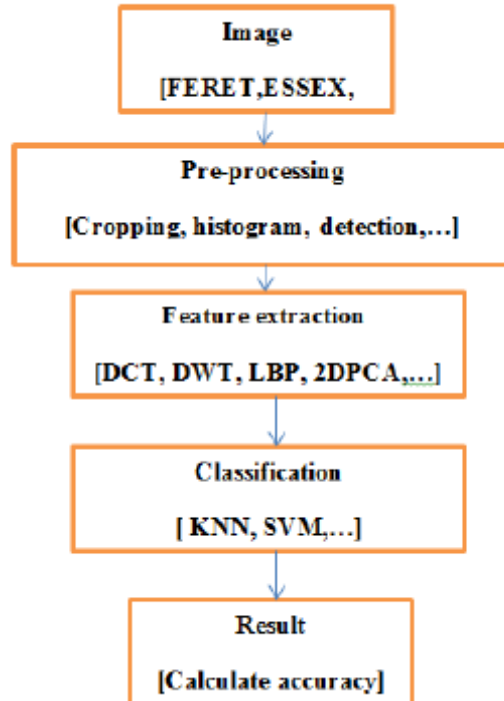 Image
[FERET,ESSEX,
Pre-processing
[Cropping, histogram, detection,...]
Feature extraction
[DCT, DWT, LBP, 2DPCA,...]
Classification
[ KNN, SVM,...]
Result
[Calculate accuracy]